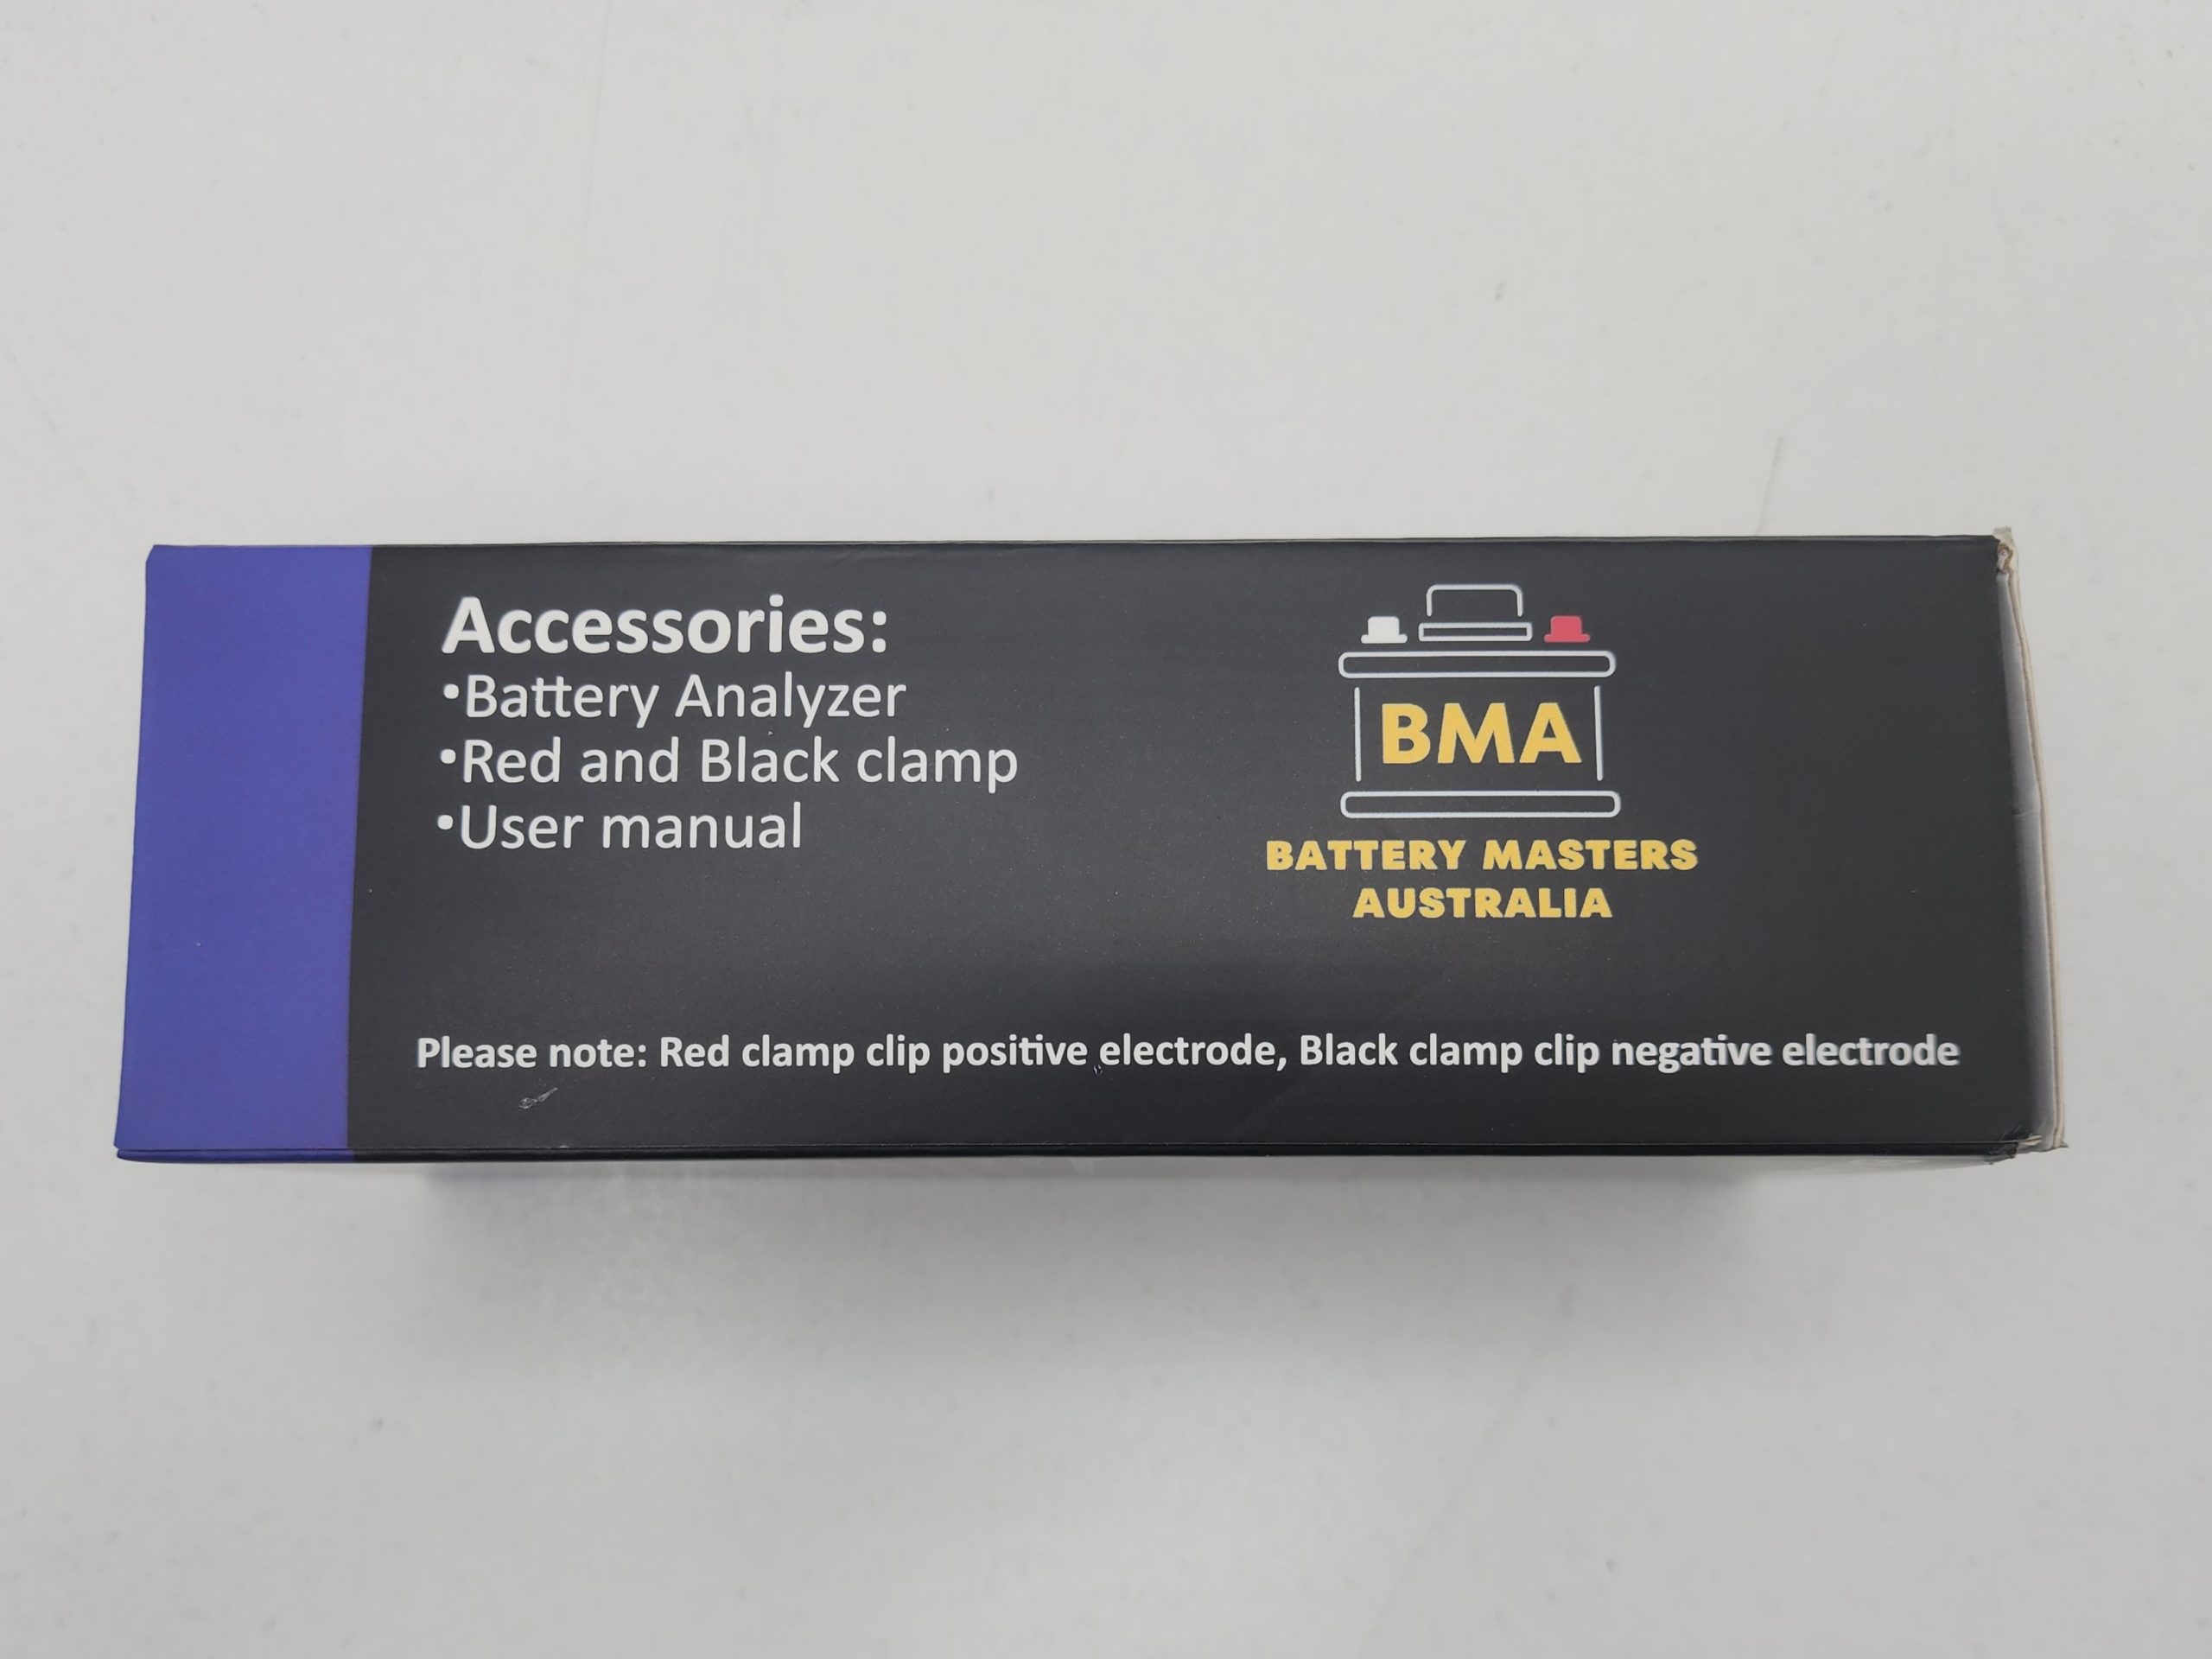 Accessories:
•Battery Analyzer
•Red and Black clamp
•User manual
BMA
BATTERY MASTERS
AUSTRALIA
Please note: Red clamp clip positive electrode, Black clamp clip negative electrode